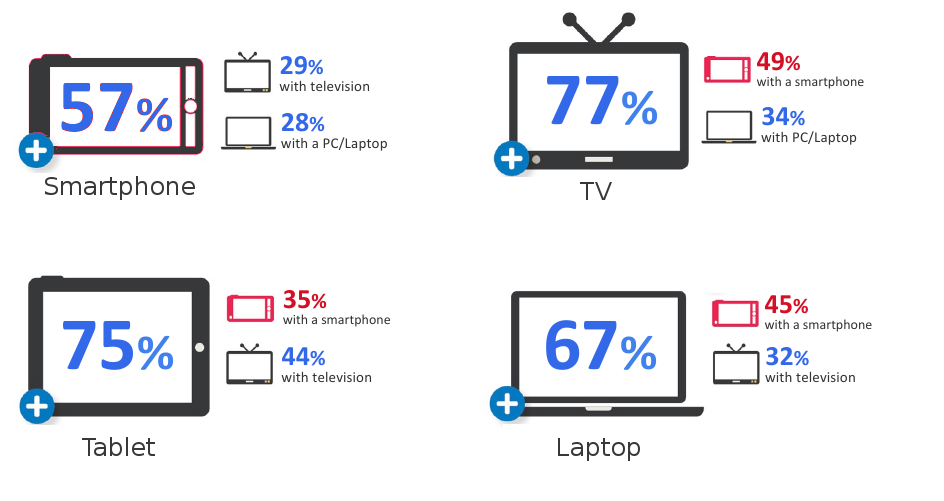 57%
29%
with television
28%
with a PC/Laptop
Smartphone
77%
49%
with a smartphone
34%
with PC/Laptop
TV
75%
35%
with a smartphone
44%
with television
Tablet
67%
45%
with a smartphone
32%
with television
Laptop